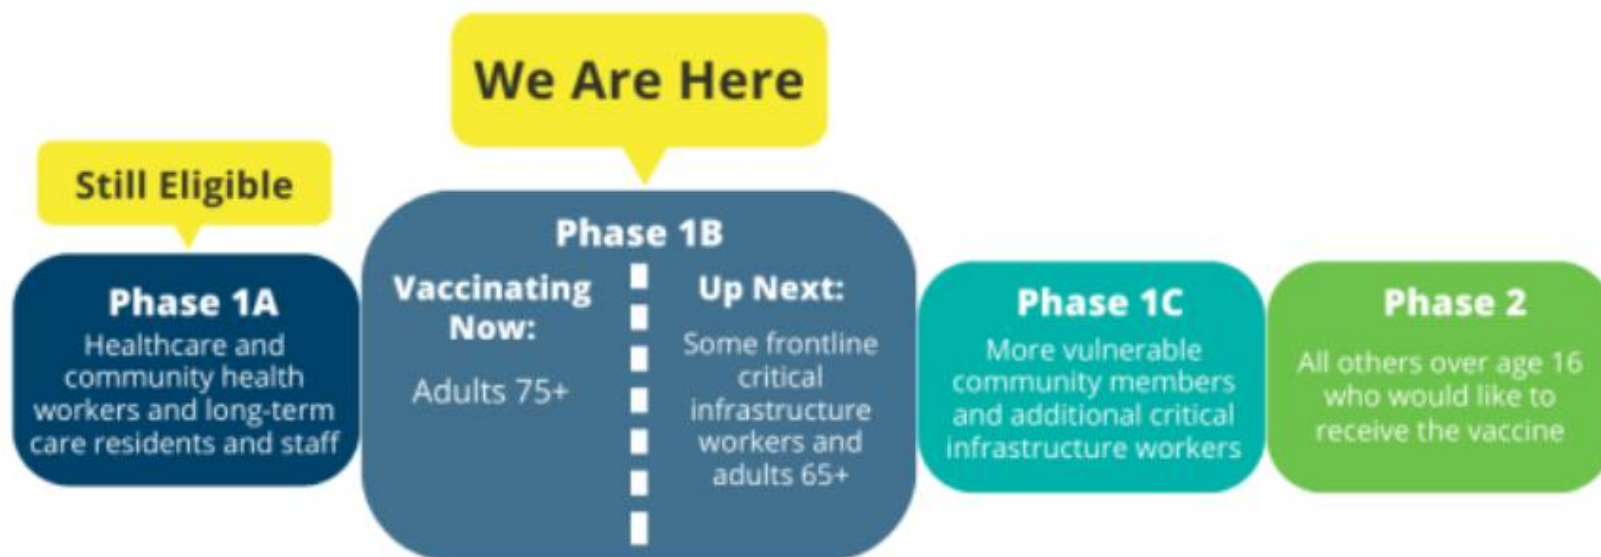 We Are Here
Still Eligible
Phase 1A
Healthcare and
community health
workers and long-term
care residents and staff
Phase 1B
Vaccinating
Now:
Adults 75+
Up Next:
Some frontline
critical
infrastructure
workers and
adults 65+
Phase 1C
More vulnerable
community members
and additional critical
infrastructure workers
Phase 2
All others over age 16
who would like to
receive the vaccine